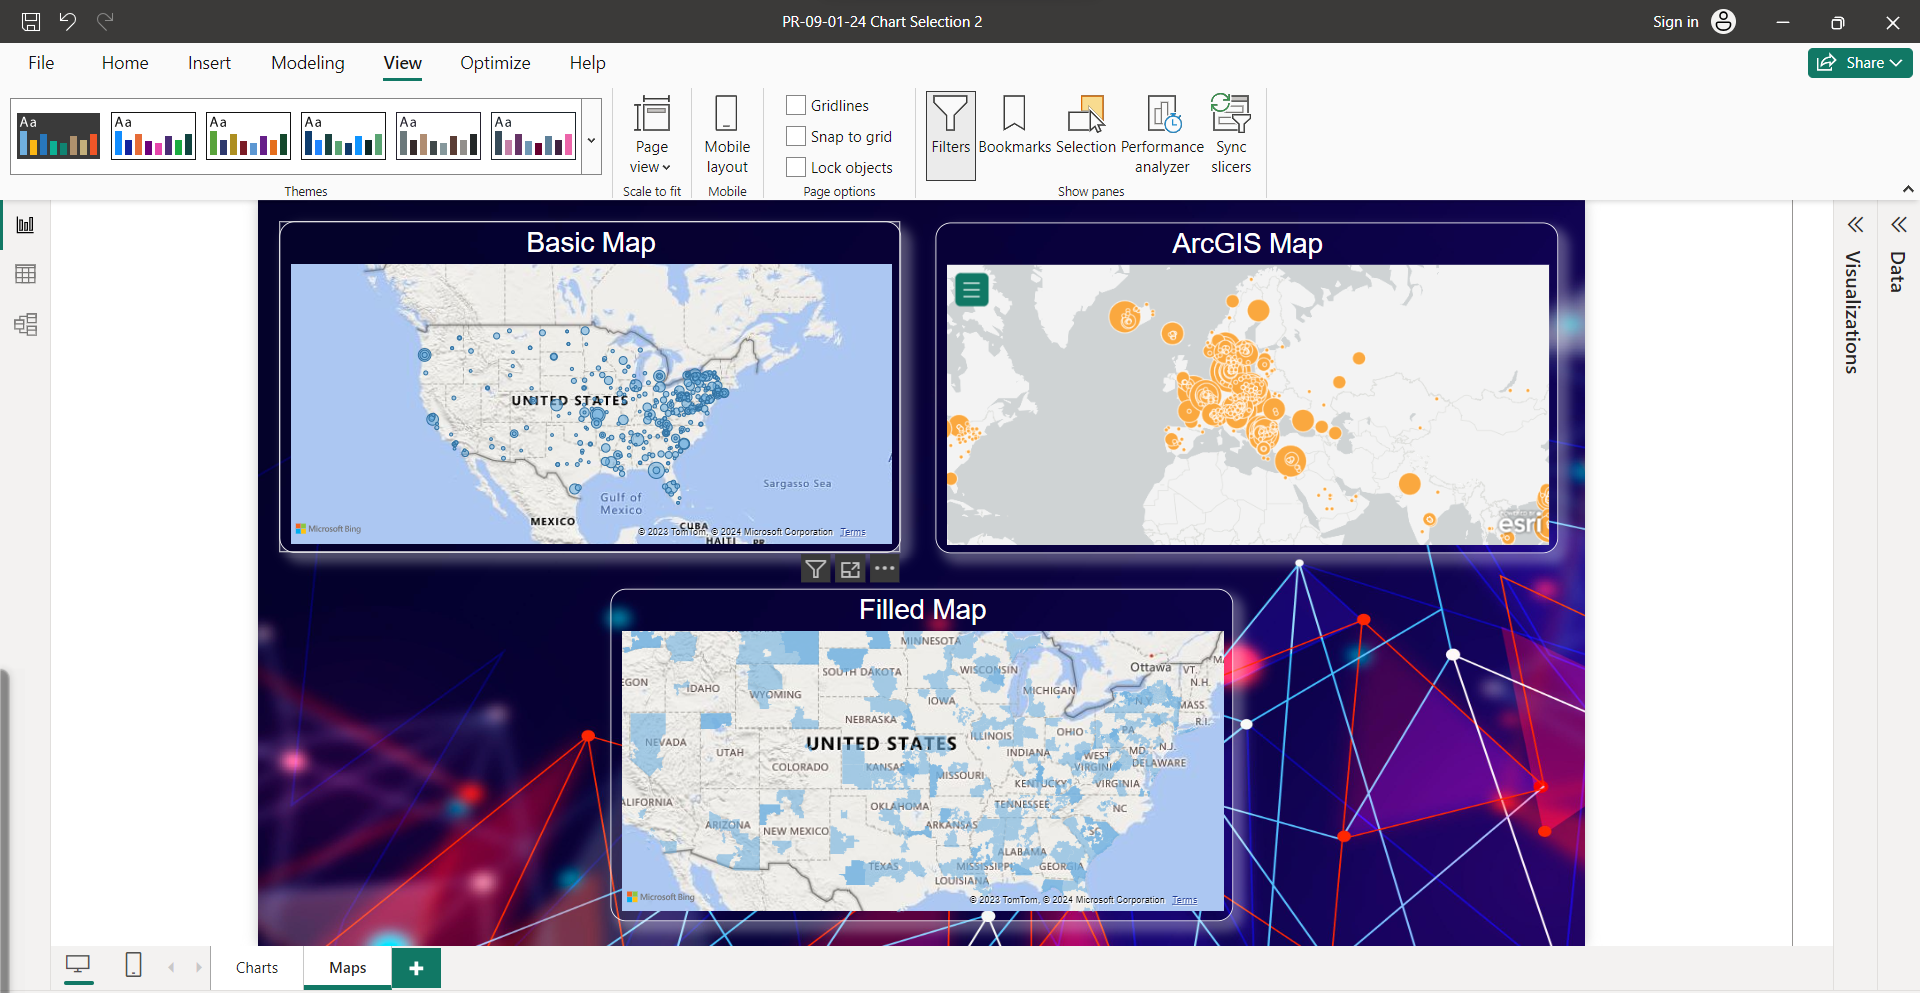 PR-09-01-24 Chart Selection 2
Sign in
File Home Insert Modeling View Optimize Help
Share
Aa Aa Aa Aa Aa Aa
Themes
Page view
Scale to fit
Mobile layout
Mobile
Gridlines
Snap to grid
Lock objects
Page options
Filters
Bookmarks
Selection
Performance analyzer
Sync slicers
Show panes
Visualizations
Data
Basic Map
UNITED STATES
Sargasso Sea
Gulf of
Mexico
MEXICO
CUBA
HAITI PR
Microsoft Bing
© 2023 TomTom, © 2024 Microsoft Corporation Terms
ArcGIS Map
POWERED BY
esri
Filled Map
MINNESOTA
Ottawa
VT.
N.H.
EGON
IDAHO
WYOMING
SOUTH DAKOTA
WISCONSIN
MICHIGAN
IOWA
MASS.
R.I.
NEBRASKA
NEVADA
UTAH
UNITED STATES
ILLINOIS
OHIO
PA
N.J.
INDIANA
MD
DELAWARE
COLORADO
KANSAS
MISSOURI
WEST
VIRGINIA
KENTUCKY
VIRGINIA
ALIFORNIA
OKLAHOMA
TENNESSEE
NC
ARIZONA
NEW MEXICO
ARKANSAS
SC
ALABAMA
TEXAS
MISSISSIPPI
GEORGIA
LOUISIANA
Microsoft Bing
© 2023 TomTom, © 2024 Microsoft Corporation Terms
Charts
Maps